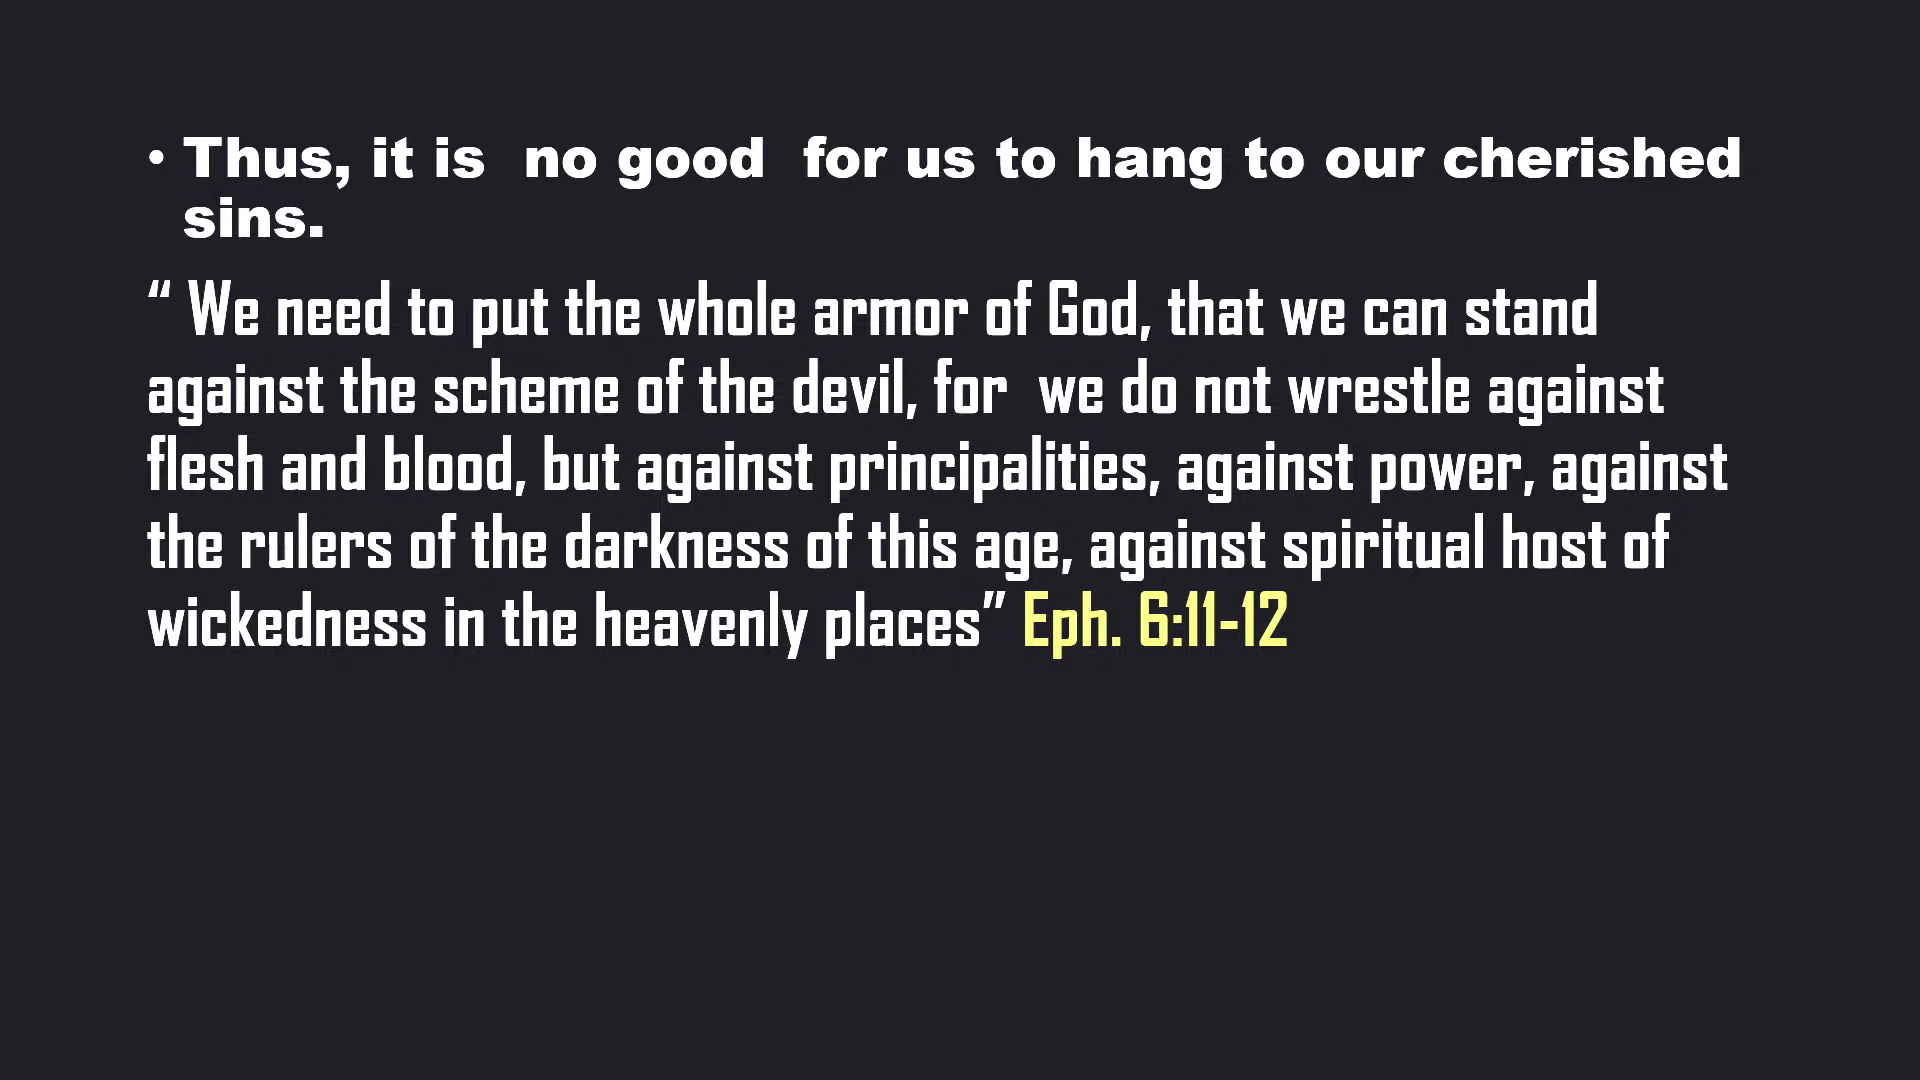 • Thus, it is  no good  for us to hang to our cherished
sins.
“ We need to put the whole armor of God, that we can stand
against the scheme of the devil, for  we do not wrestle against
flesh and blood, but against principalities, against power, against
the rulers of the darkness of this age, against spiritual host of
wickedness in the heavenly places” Eph. 6:11-12